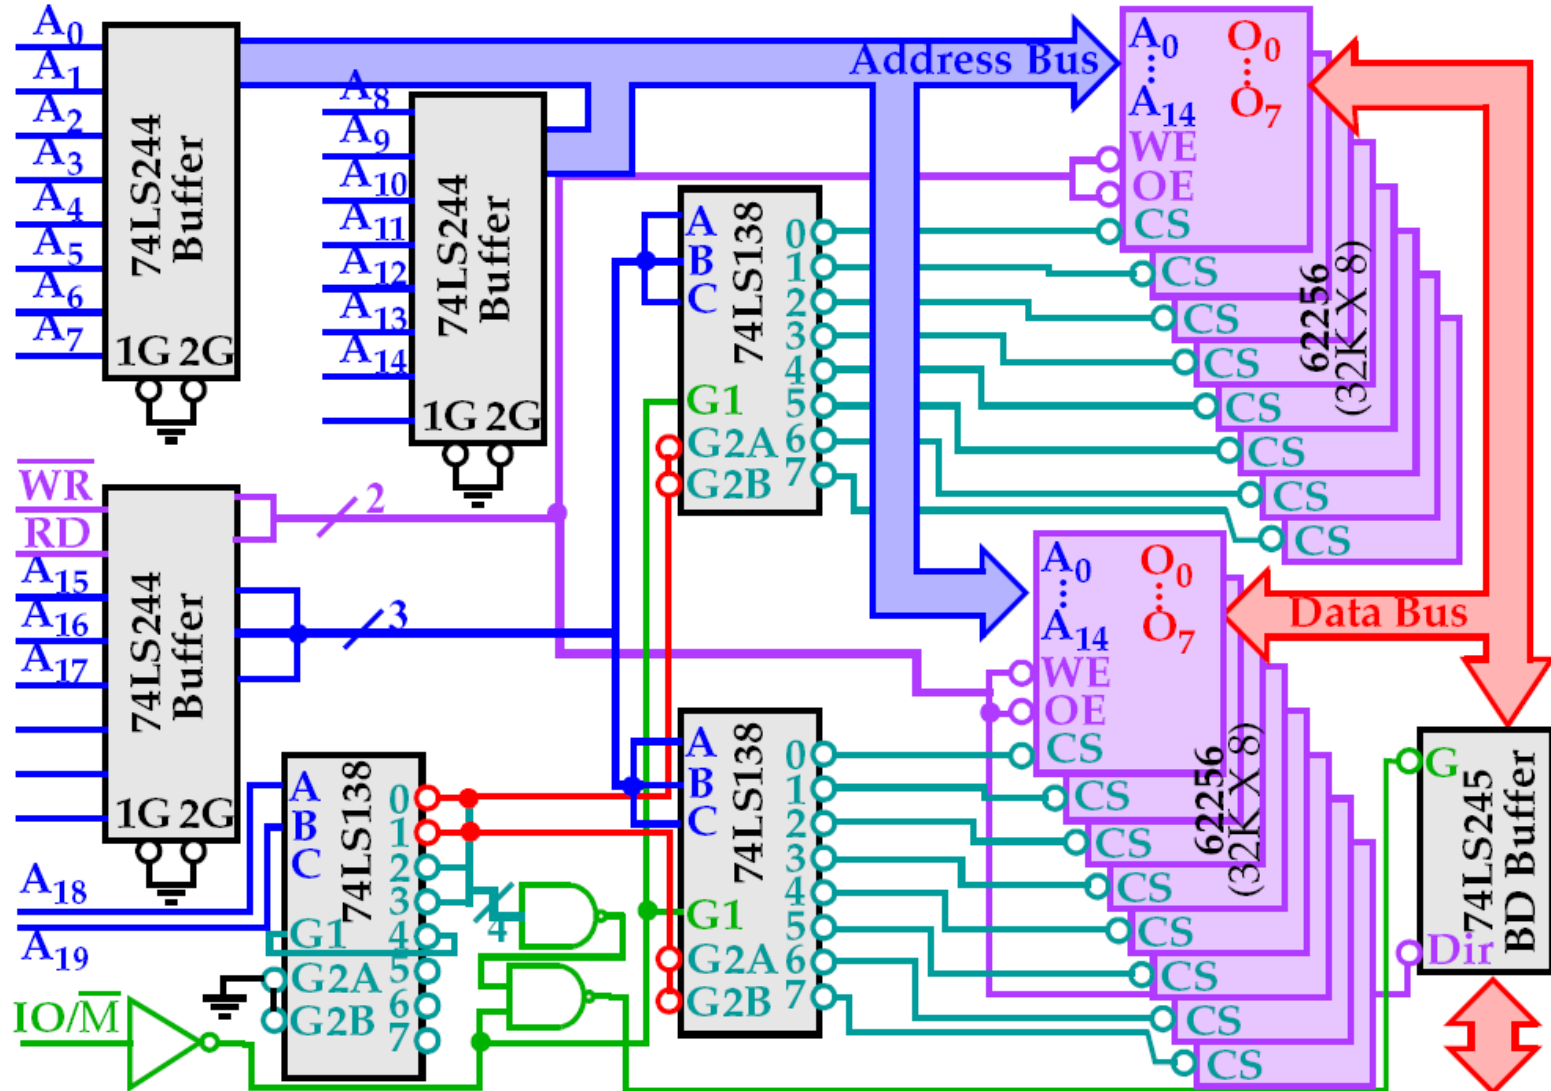 A0
A1
A2
A3
A4
A5
A6
A7
74LS244
Buffer
1G 2G
A8
A9
A10
A11
A12
A13
A14
74LS244
Buffer
1G 2G
Address Bus
A0
A14
O0
O7
WE
OE
CS
CS
CS
CS
CS
CS
CS
CS
62256
(32K X 8)
A
B
C
74LS138
G1
G2A
G2B
0
1
2
3
4
5
6
7
WR
RD
A15
A16
A17
74LS244
Buffer
1G 2G
2
3
A0
A14
O0
O7
WE
OE
CS
CS
CS
CS
CS
CS
CS
CS
62256
(32K X 8)
Data Bus
A
B
C
74LS138
G1
G2A
G2B
0
1
2
3
4
5
6
7
A
B
C
74LS138
G1
G2A
G2B
0
1
2
3
4
5
6
7
4
A18
A19
IO/M
G
Dir
74LS245
BD Buffer